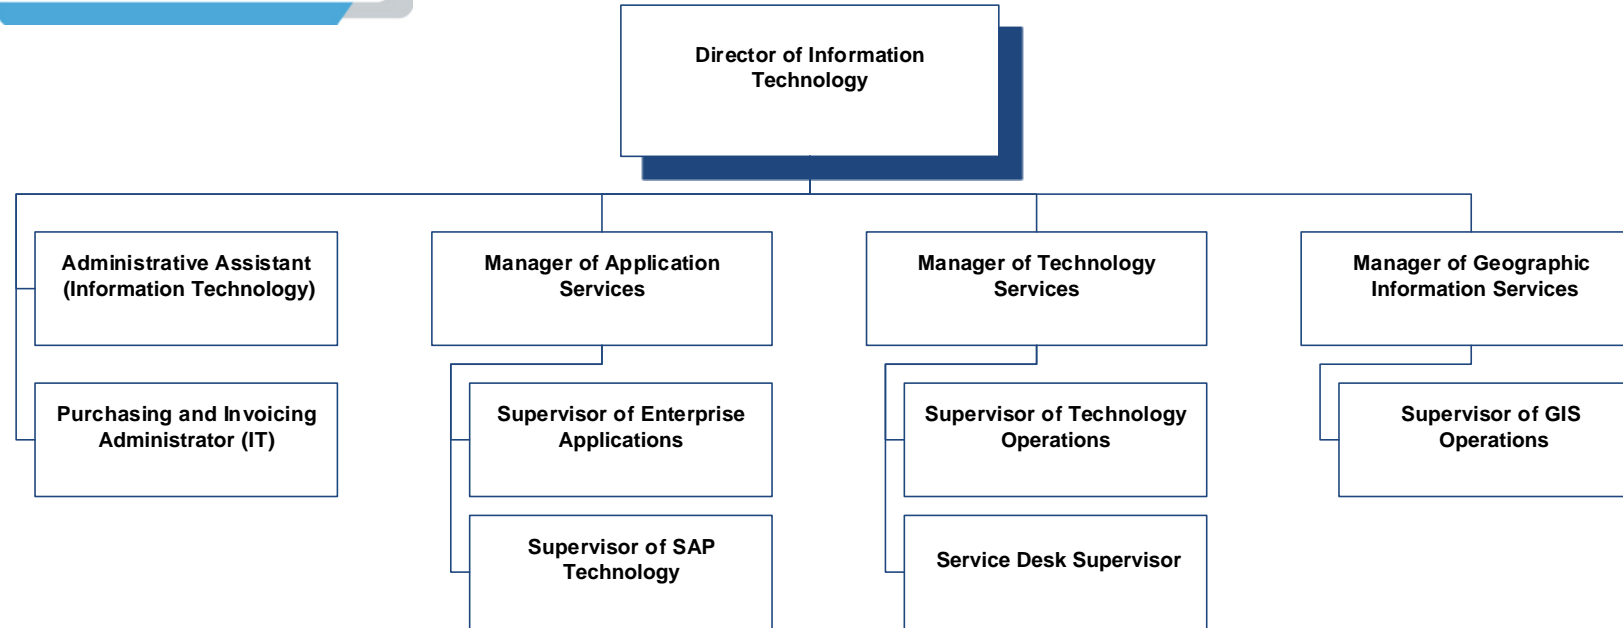 Director of Information
Technology
Administrative Assistant
(Information Technology)
Manager of Application
Services
Manager of Technology
Services
Manager of Geographic
Information Services
Purchasing and Invoicing
Administrator (IT)
Supervisor of Enterprise
Applications
Supervisor of Technology
Operations
Supervisor of GIS
Operations
Supervisor of SAP
Technology
Service Desk Supervisor